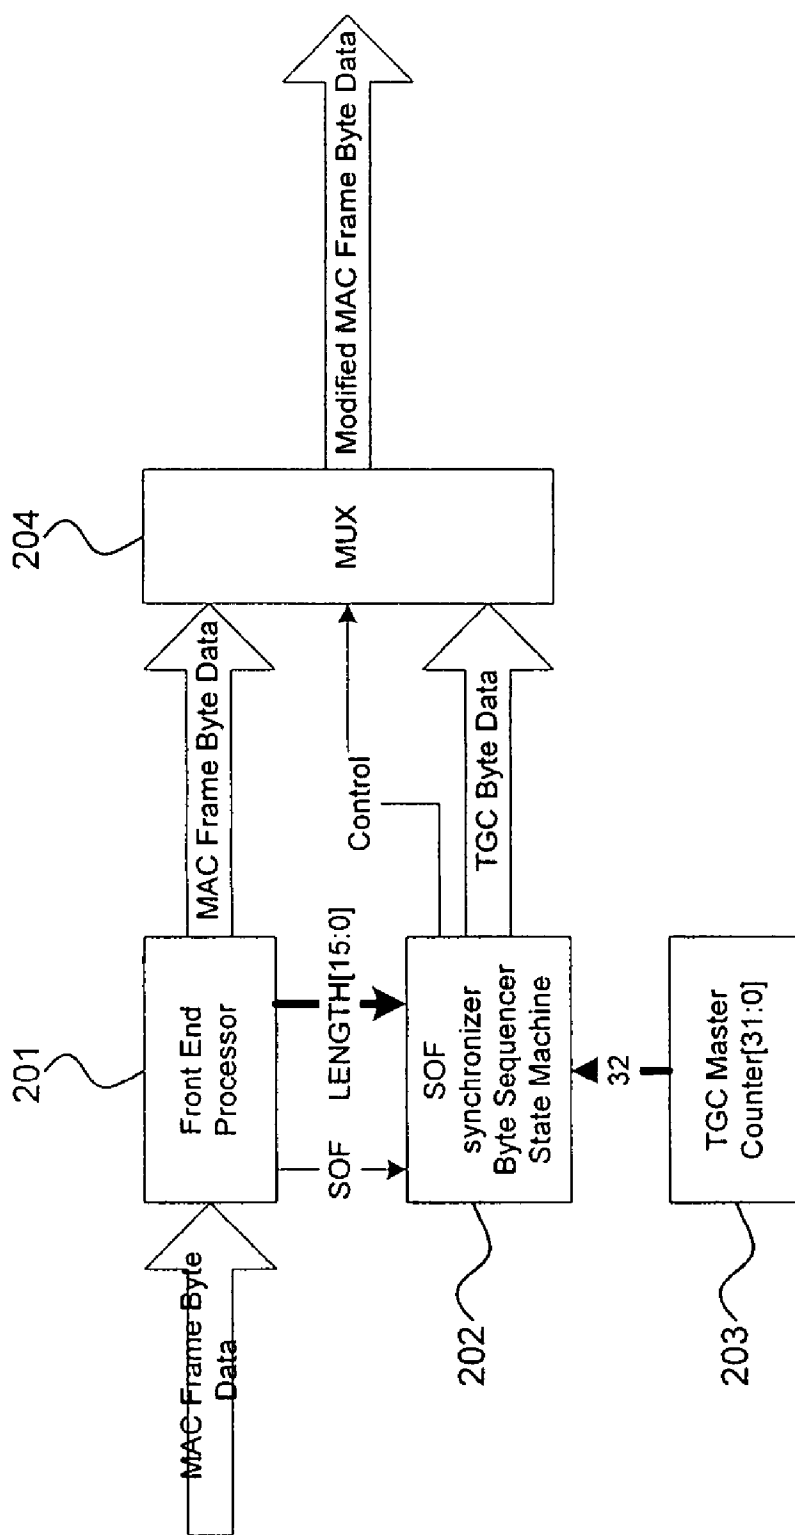 MAC Frame Byte
Data
201
Front End
Processor
MAC Frame Byte Data
204
MUX
Modified MAC Frame Byte Data
SOF
LENGTH[15:0]
Control
202
SOF
synchronizer
Byte Sequencer
State Machine
TGC Byte Data
32
203
TGC Master
Counter[31:0]